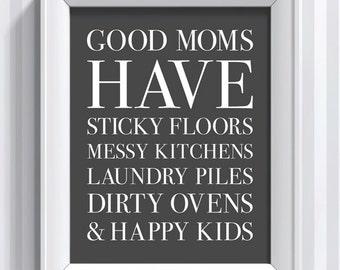 GOOD MOMS
HAVE
STICKY FLOORS
MESSY KITCHENS
LAUNDRY PILES
DIRTY OVENS
& HAPPY KIDS